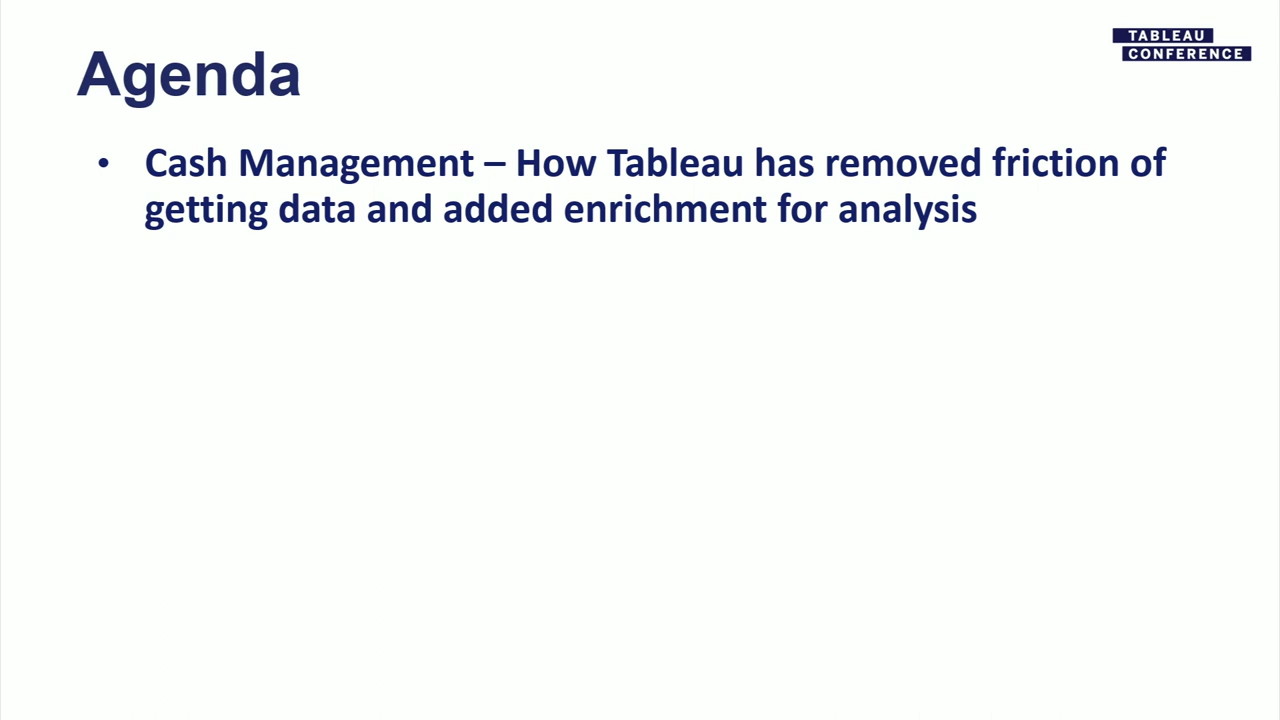 TABLEAU
CONFERENCE
Agenda
• Cash Management – How Tableau has removed friction of
getting data and added enrichment for analysis